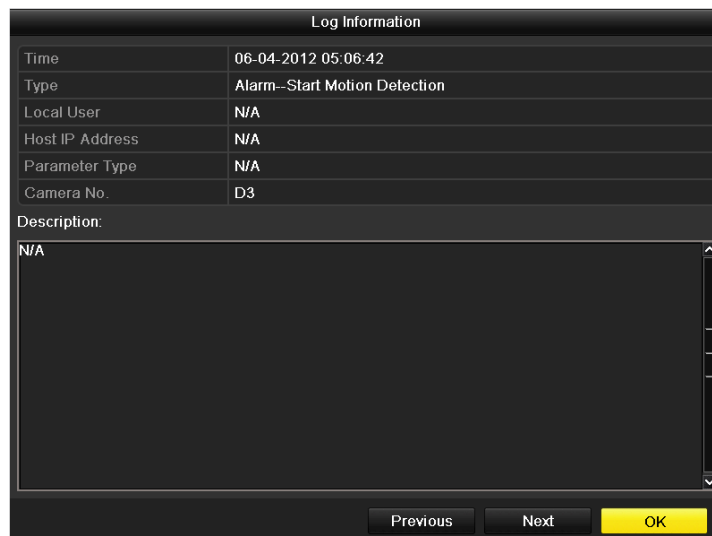 Log Information
Time 06-04-2012 05:06:42
Type Alarm--Start Motion Detection
Local User N/A
Host IP Address N/A
Parameter Type N/A
Camera No. D3
Description:
N/A
Previous Next OK